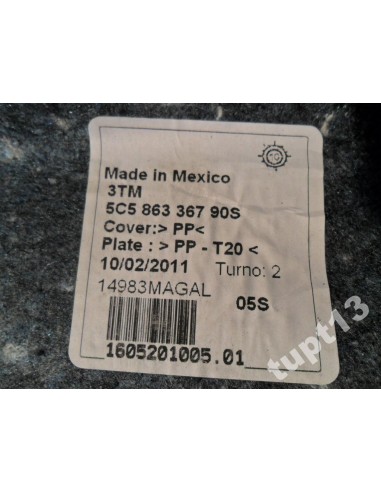 10
Made in Mexico
3TM
5C5 863 367 90S
Cover:> PP<
Plate : > PP - T20 <
10/02/2011 Turno: 2
14983MAGAL
05S
1605201005.01
tupt13